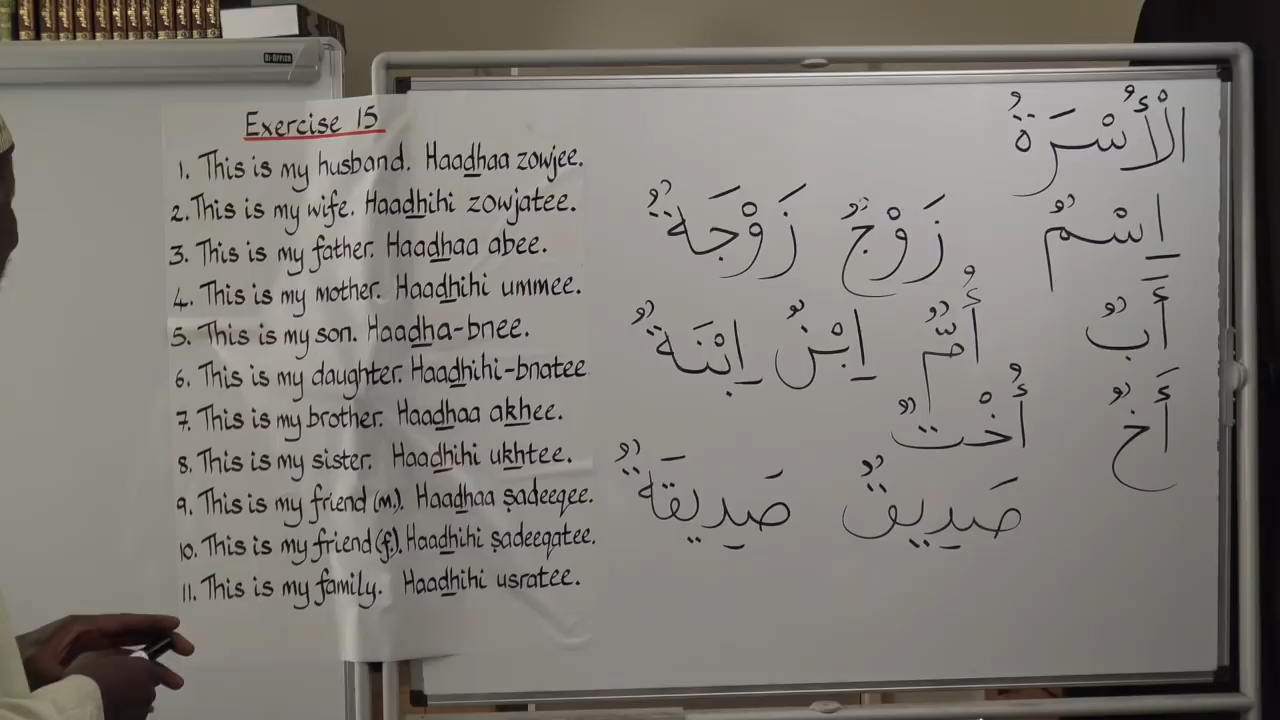 BI-OFFICE
Exercise 15
1. This is my husband. Haadhaa zowjee.
2. This is my wife. Haadhihi zowjatee.
3. This is my father. Haadhaa abee.
4. This is my mother. Haadhihi ummee.
5. This is my son. Haadha-bnee.
6. This is my daughter. Haadhihi-bnatee
7. This is my brother. Haadhaa akhee.
8. This is my sister. Haadhihi ukhtee.
9. This is my friend (m.). Haadhaa ṣadeeqee.
10. This is my friend (f.). Haadhihi ṣadeeqatee.
11. This is my family. Haadhihi usratee.
الْأُسْرَةُ
اِسْمٌ زَوْجٌ زَوْجَةٌ
أَبٌ أُمٌّ اِبْنٌ اِبْنَةٌ
أَخٌ أُخْتٌ
صَدِيقٌ صَدِيقَةٌ